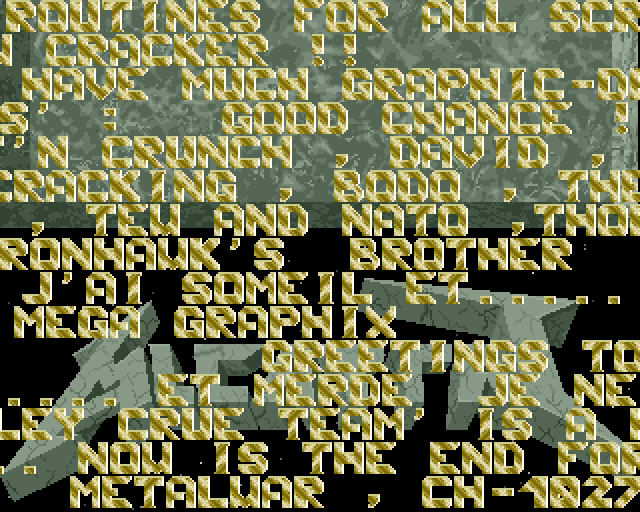 ROUTINES FOR ALL SCR
N CRACKER !!
HAVE MUCH GRAPHIC-D
S' : GOOD CHANCE !
'N CRUNCH , DAVID ,
CRACKING , BODO , TH
, TEW AND NATO ,THO
RONHAWK'S BROTHER
J'AI SOMEIL ET.....
MEGA GRAPHIX
GREETINGS TO
.... ET MERDE JE NE
LEY CRUE TEAM' IS A
. NOW IS THE END FOR
METALWAR , CH-1027